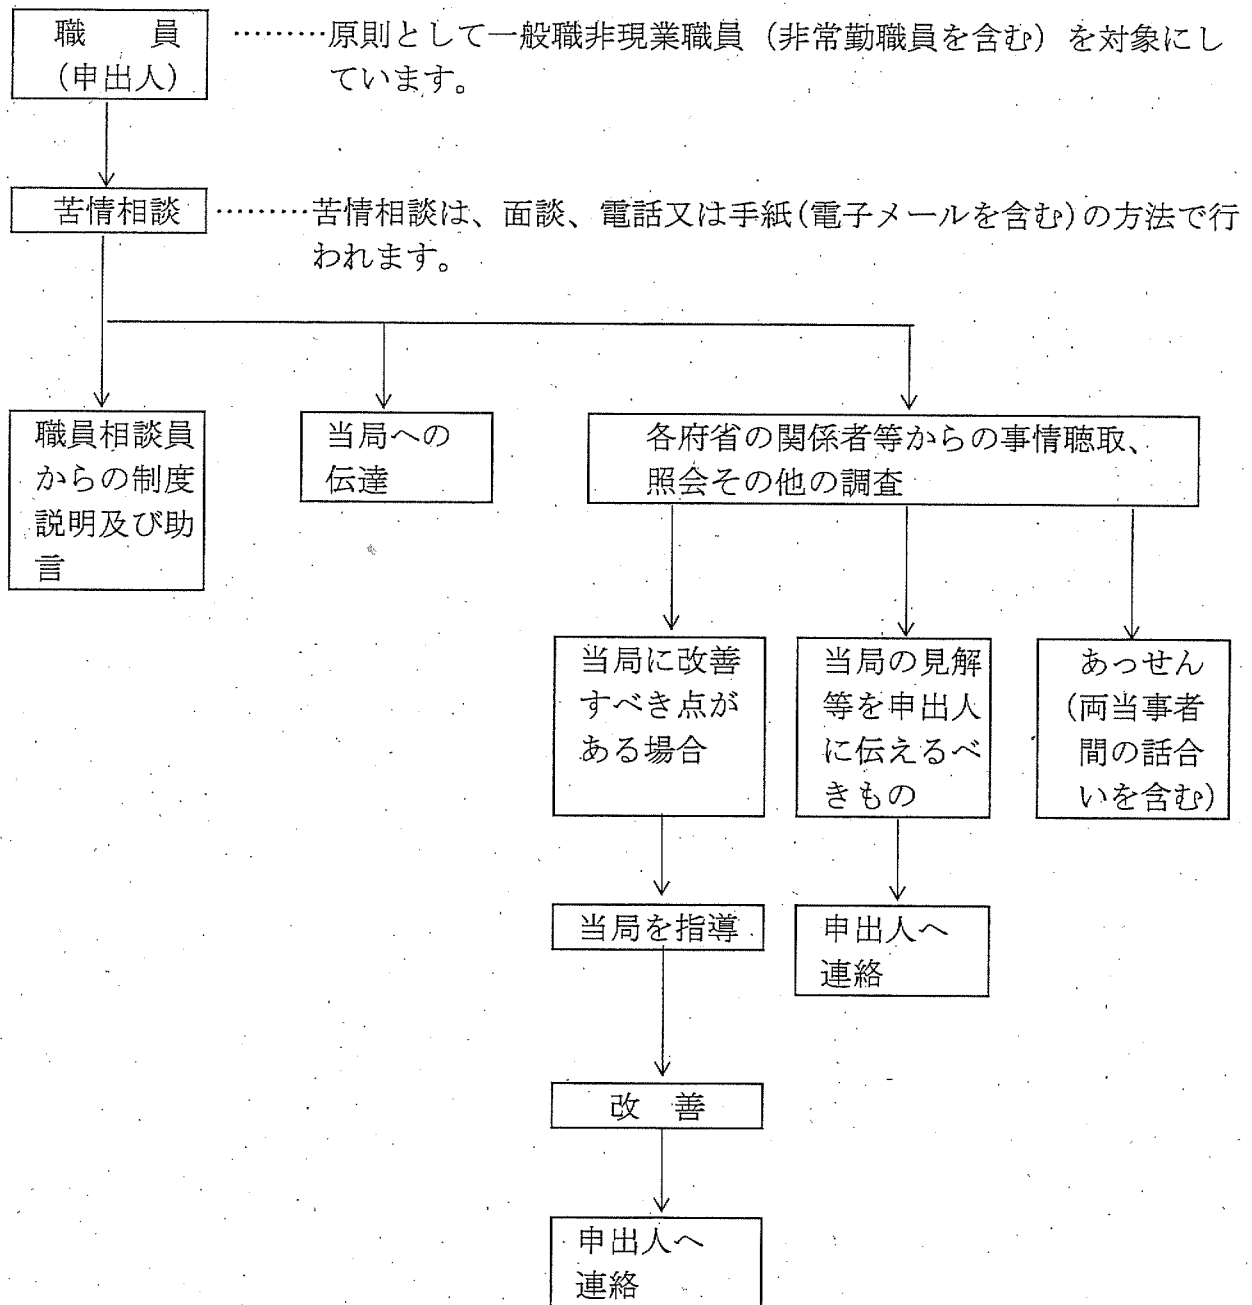 職　員
(申出人)
………原則として一般職非現業職員（非常勤職員を含む）を対象にし
ています。
苦情相談
………苦情相談は、面談、電話又は手紙(電子メールを含む)の方法で行
われます。
職員相談員
からの制度
説明及び助
言
当局への
伝達
各府省の関係者等からの事情聴取、
照会その他の調査
当局に改善
すべき点が
ある場合
当局の見解
等を申出人
に伝えるべ
きもの
あっせん
(両当事者
間の話合
いを含む)
当局を指導
申出人へ
連絡
改　善
申出人へ
連絡